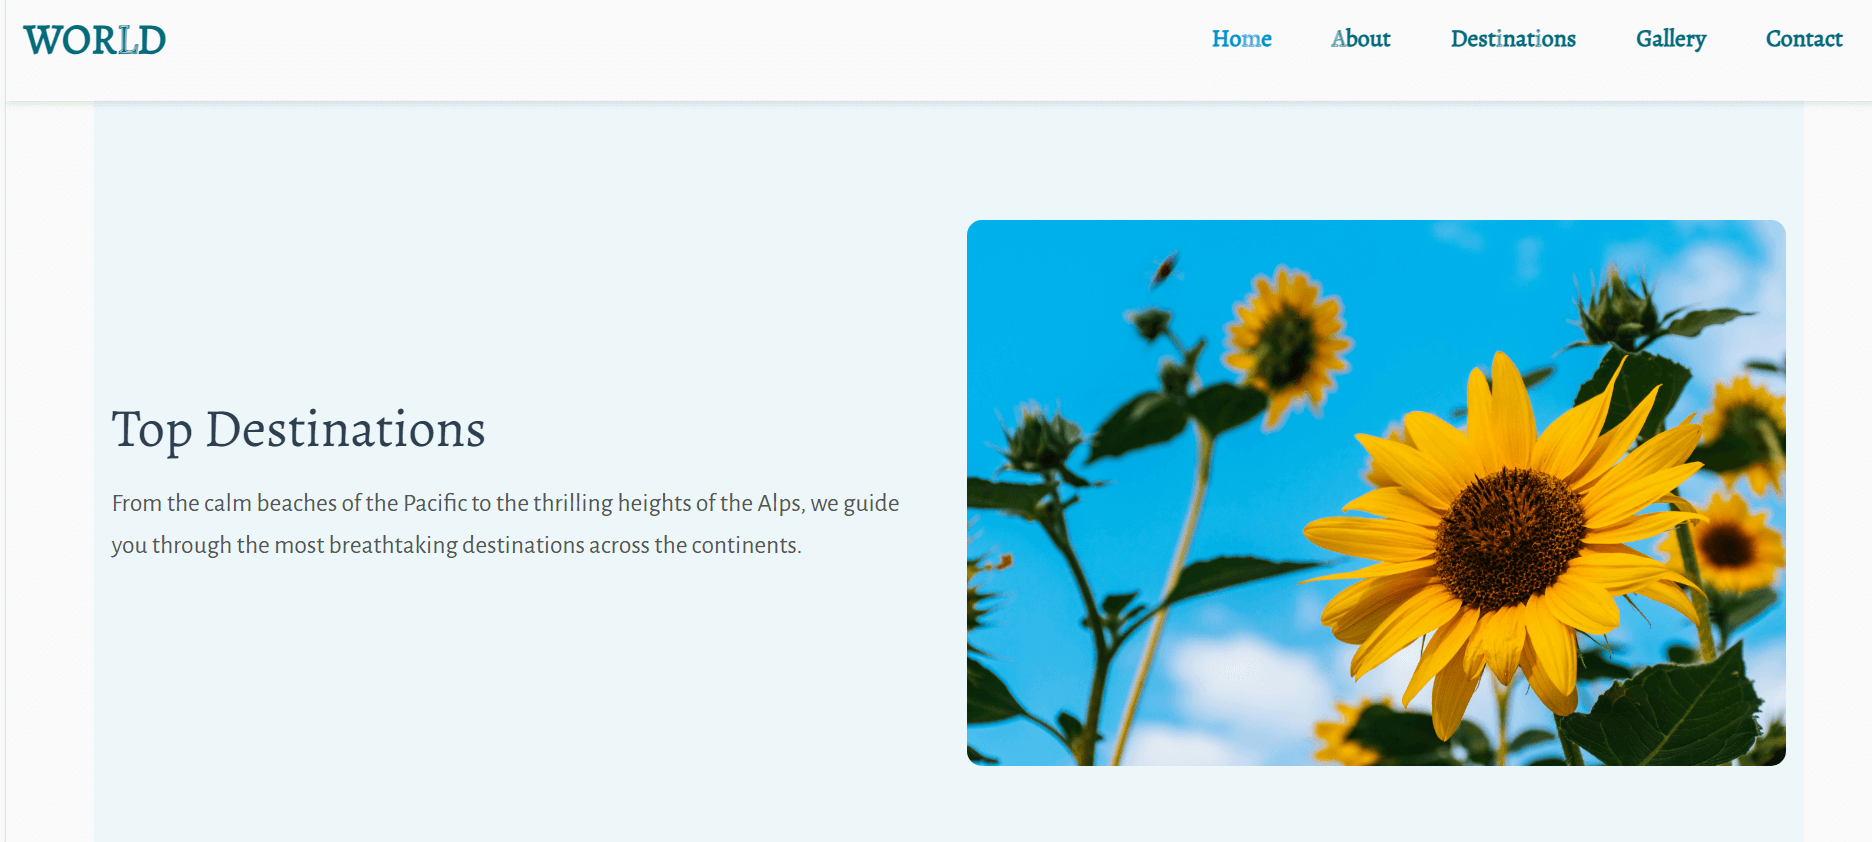 WORLD
Home About Destinations Gallery Contact
Top Destinations
From the calm beaches of the Pacific to the thrilling heights of the Alps, we guide
you through the most breathtaking destinations across the continents.